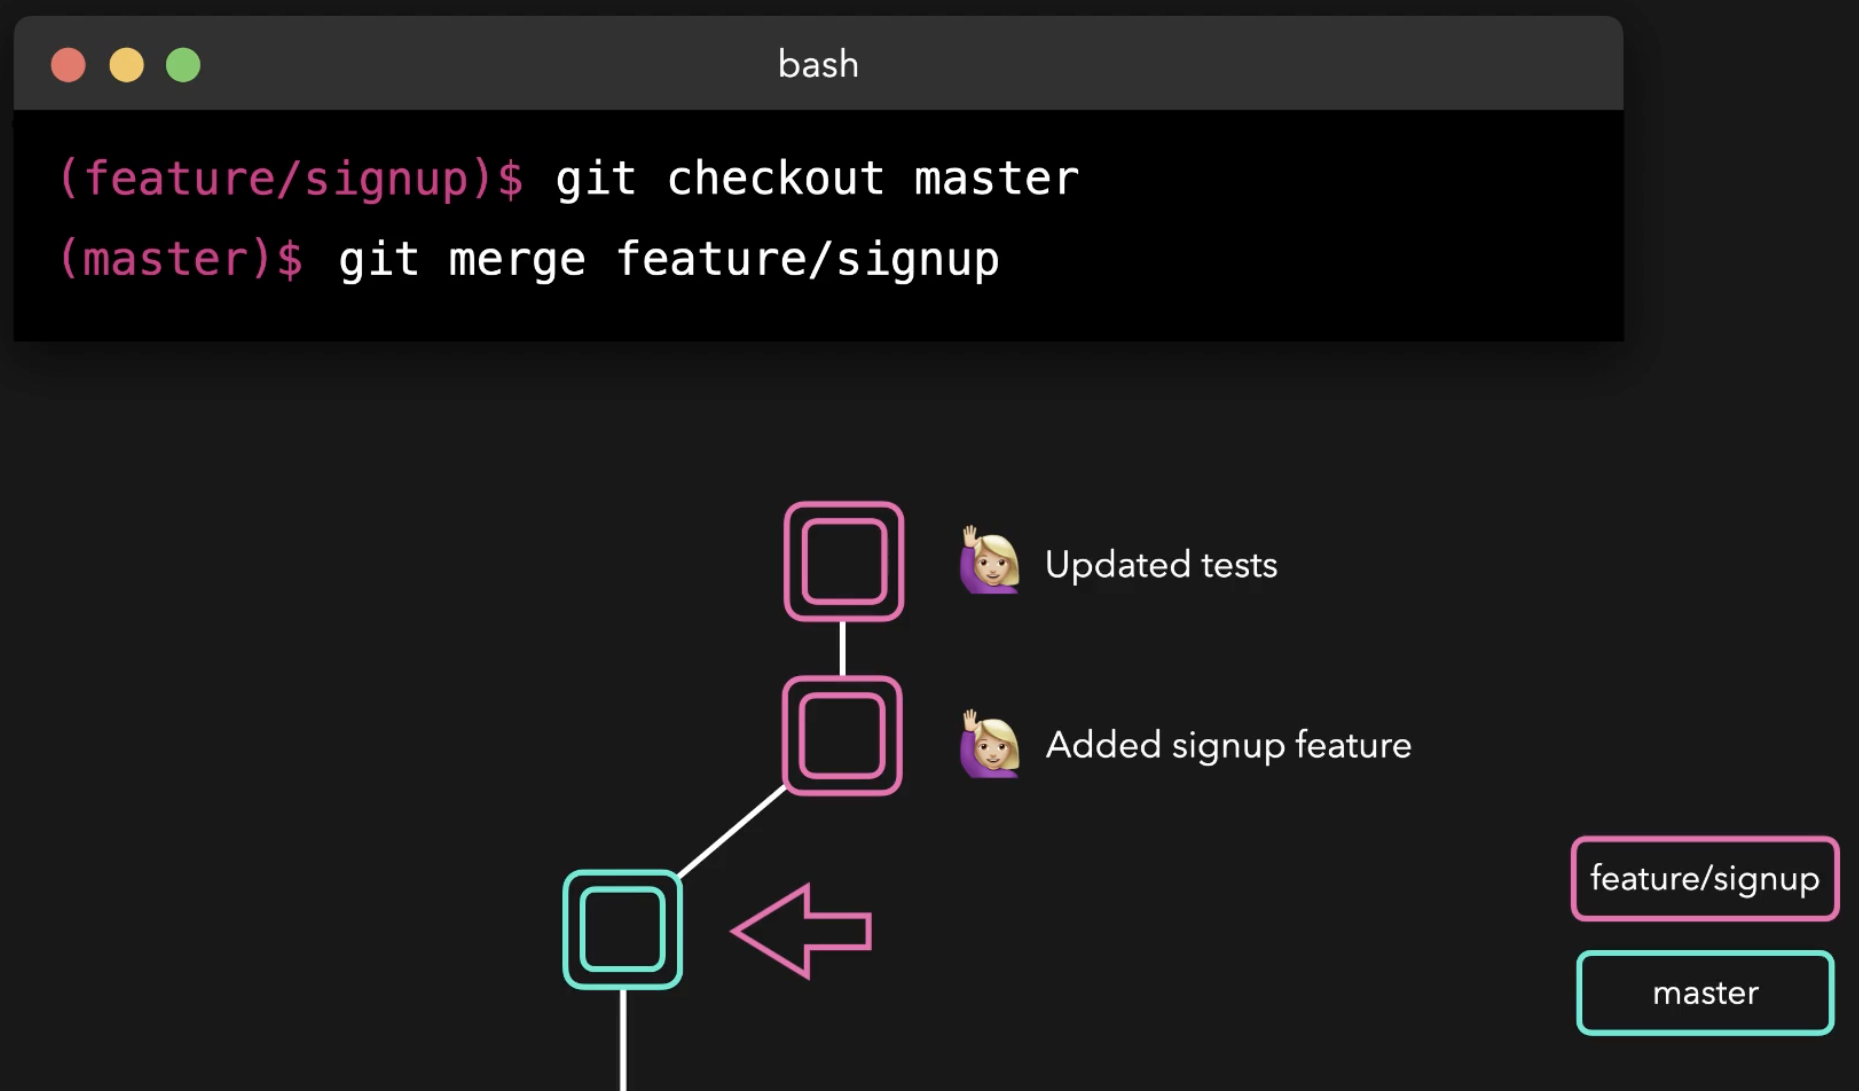 bash
(feature/signup)$ git checkout master
(master)$ git merge feature/signup
Updated tests
Added signup feature
feature/signup
master